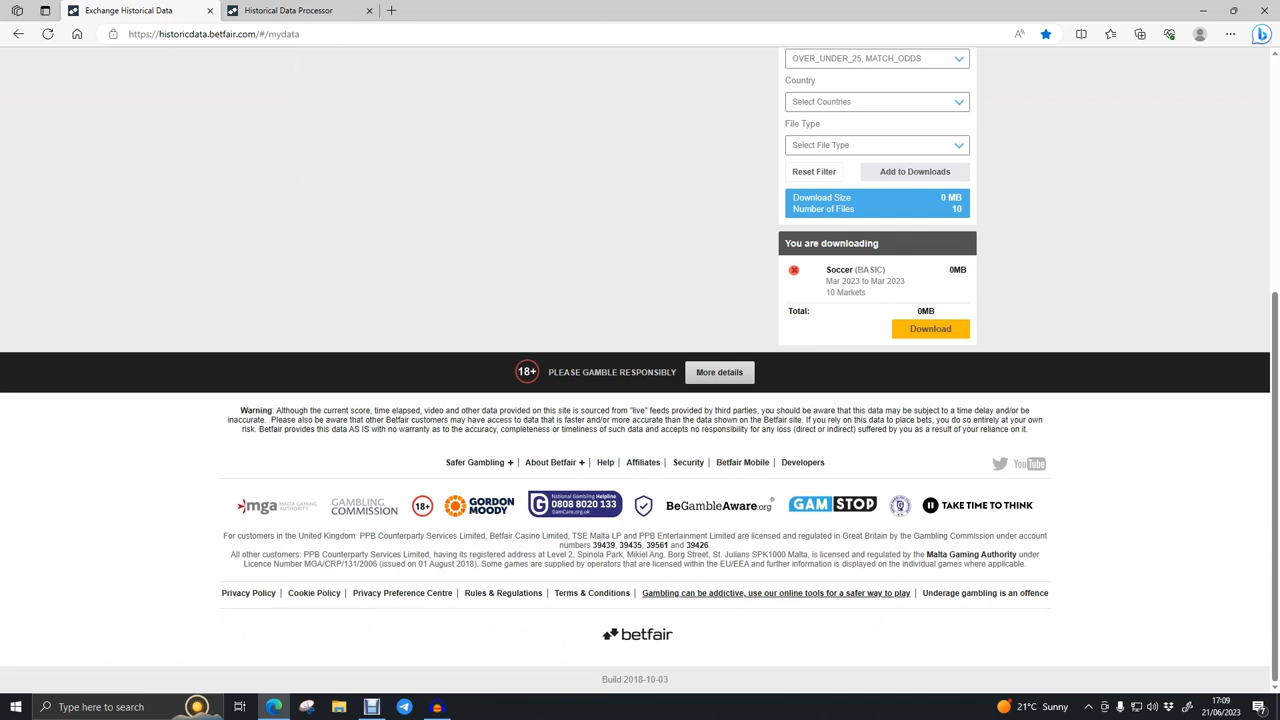 Exchange Historical Data
Historical Data Processor
https://historicdata.betfair.com/#/mydata
OVER_UNDER_25, MATCH_ODDS
Country
Select Countries
File Type
Select File Type
Reset Filter
Add to Downloads
Download Size 0 MB
Number of Files 10
You are downloading
Soccer (BASIC) 0MB
Mar 2023 to Mar 2023
10 Markets
Total: 0MB
Download
18+ PLEASE GAMBLE RESPONSIBLY More details
Warning: Although the current score, time elapsed, video and other data provided on this site is sourced from "live" feeds provided by third parties, you should be aware that this data may be subject to a time delay and/or be
inaccurate. Please also be aware that other Betfair customers may have access to data that is faster and/or more accurate than the data shown on the Betfair site. If you rely on this data to place bets, you do so entirely at your own
risk. Betfair provides this data AS IS with no warranty as to the accuracy, completeness or timeliness of such data and accepts no responsibility for any loss (direct or indirect) suffered by you as a result of your reliance on it.
Safer Gambling + | About Betfair + | Help | Affiliates | Security | Betfair Mobile | Developers
You Tube
mga MALTA GAMING AUTHORITY
GAMBLING COMMISSION
18+
GORDON MOODY
G National Gambling Helpline 0808 8020 133 GamCare.org.uk
BeGambleAware.org®
GAMSTOP
TAKE TIME TO THINK
For customers in the United Kingdom: PPB Counterparty Services Limited, Betfair Casino Limited, TSE Malta LP and PPB Entertainment Limited are licensed and regulated in Great Britain by the Gambling Commission under account
numbers 39439, 39435, 39561 and 39426.
All other customers: PPB Counterparty Services Limited, having its registered address at Level 2, Spinola Park, Mikiel Ang. Borg Street, St. Julians SPK1000 Malta, is licensed and regulated by the Malta Gaming Authority under
Licence Number MGA/CRP/131/2006 (issued on 01 August 2018). Some games are supplied by operators that are licensed within the EU/EEA and further information is displayed on the individual games where applicable.
Privacy Policy | Cookie Policy | Privacy Preference Centre | Rules & Regulations | Terms & Conditions | Gambling can be addictive, use our online tools for a safer way to play | Underage gambling is an offence
betfair
Build 2018-10-03
Type here to search
21°C Sunny
17:09
21/06/2023